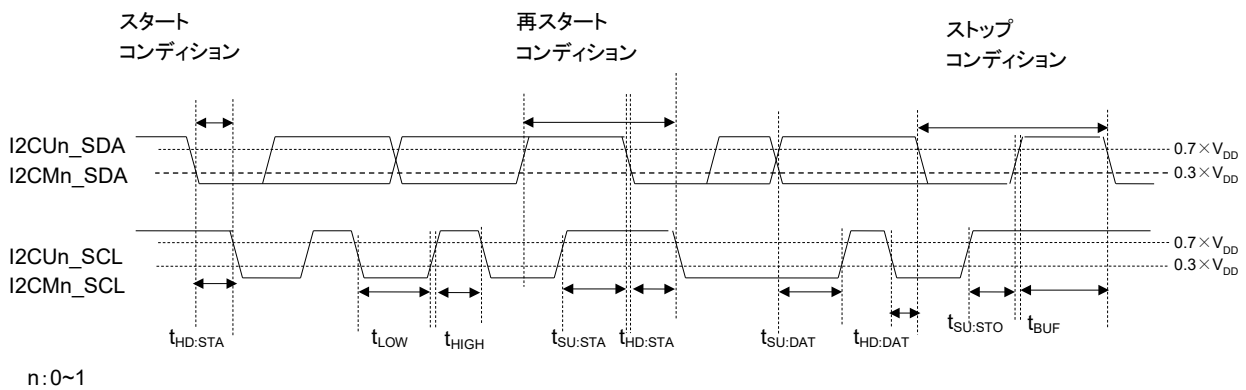 スタート
コンディション
再スタート
コンディション
ストップ
コンディション
I2CUn_SDA
I2CMn_SDA
0.7×VDD
0.3×VDD
I2CUn_SCL
I2CMn_SCL
0.7×VDD
0.3×VDD
tHD:STA
tLOW
tHIGH
tSU:STA
tHD:STA
tSU:DAT
tHD:DAT
tSU:STO
tBUF
n:0~1